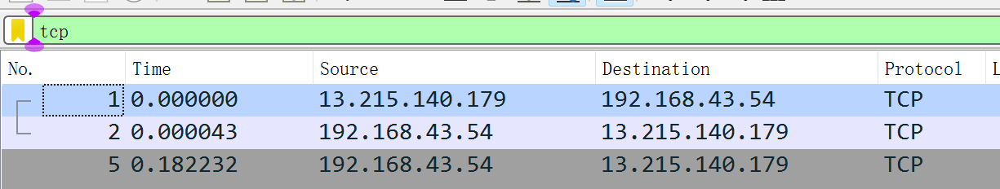 tcp
No. Time Source Destination Protocol L
1 0.000000 13.215.140.179 192.168.43.54 TCP
2 0.000043 192.168.43.54 13.215.140.179 TCP
5 0.182232 192.168.43.54 13.215.140.179 TCP